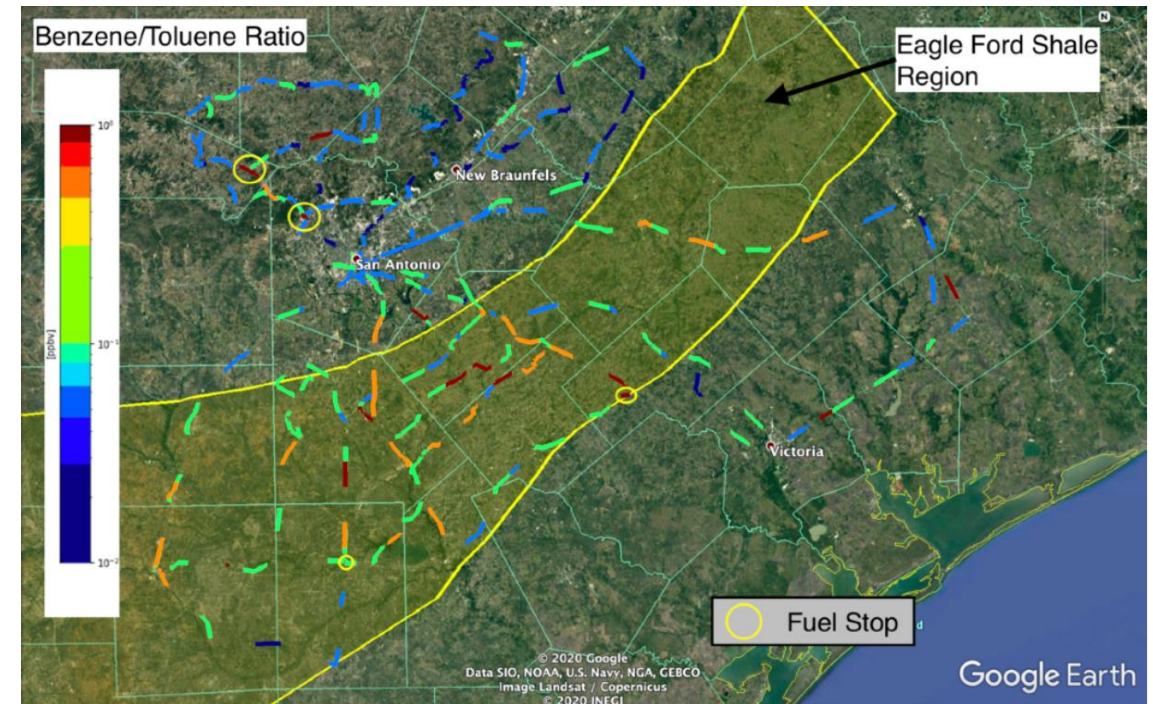 Benzene/Toluene Ratio
N
Eagle Ford Shale
Region
10⁰
New Braunfels
San Antonio
[ppbv]
10⁻¹
Victoria
10⁻²
Fuel Stop
d
© 2020 Google
Data SIO, NOAA, U.S. Navy, NGA, GEBCO
Image Landsat / Copernicus
© 2020 INEGI
Google Earth